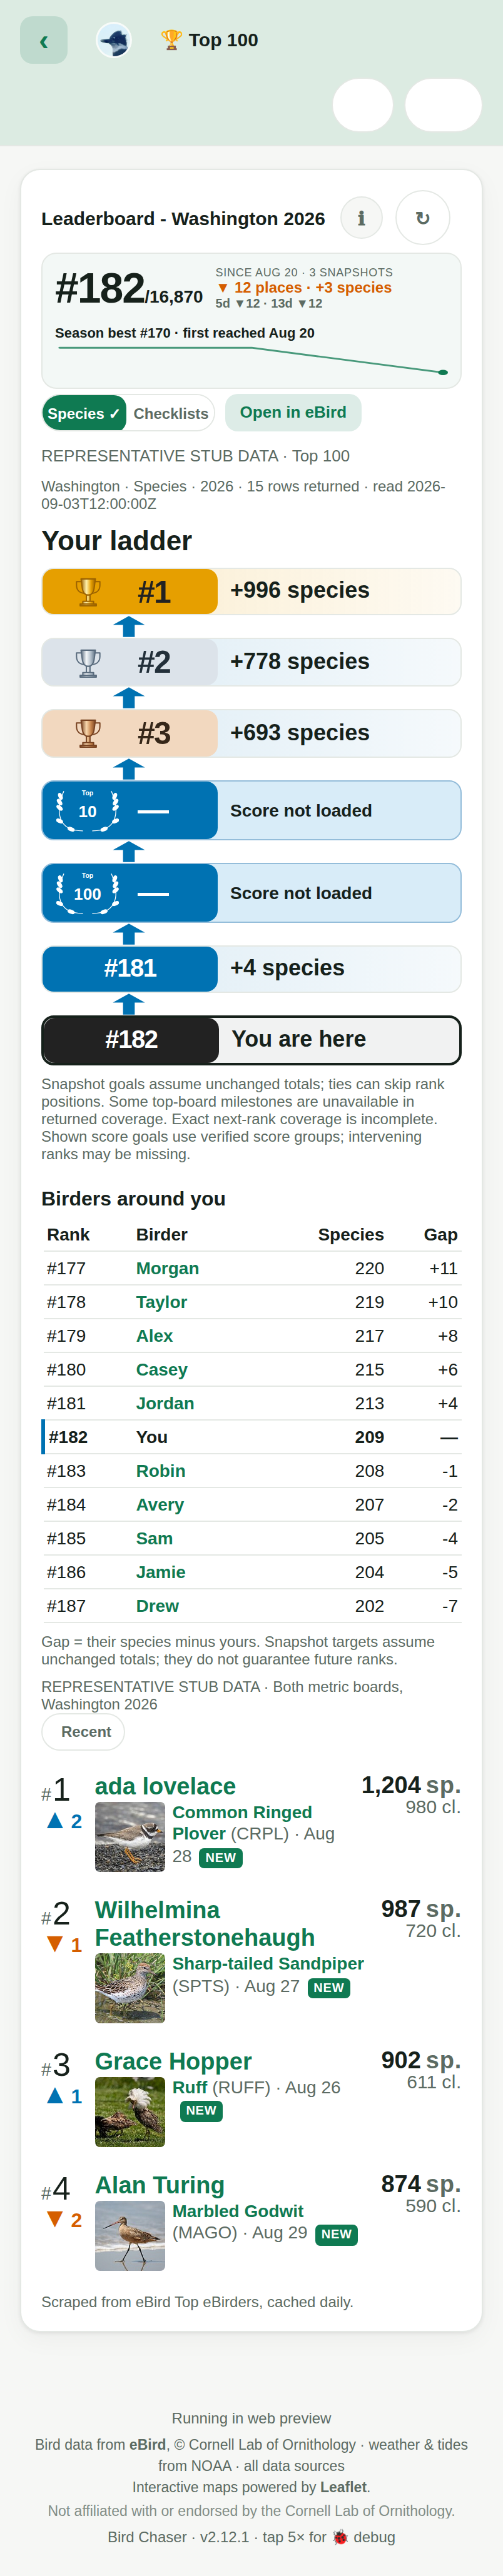 ‹ 🏆 Top 100
Leaderboard - Washington 2026 ℹ ↻
#182/16,870
SINCE AUG 20 · 3 SNAPSHOTS
▼ 12 places · +3 species
5d ▼12 · 13d ▼12
Season best #170 · first reached Aug 20
Species ✓ Checklists Open in eBird
REPRESENTATIVE STUB DATA · Top 100
Washington · Species · 2026 · 15 rows returned · read 2026-
09-03T12:00:00Z
Your ladder
#1 +996 species
#2 +778 species
#3 +693 species
Top
10 — Score not loaded
Top
100 — Score not loaded
#181 +4 species
#182 You are here
Snapshot goals assume unchanged totals; ties can skip rank
positions. Some top-board milestones are unavailable in
returned coverage. Exact next-rank coverage is incomplete.
Shown score goals use verified score groups; intervening
ranks may be missing.
Birders around you
Rank Birder Species Gap
#177 Morgan 220 +11
#178 Taylor 219 +10
#179 Alex 217 +8
#180 Casey 215 +6
#181 Jordan 213 +4
#182 You 209 —
#183 Robin 208 -1
#184 Avery 207 -2
#185 Sam 205 -4
#186 Jamie 204 -5
#187 Drew 202 -7
Gap = their species minus yours. Snapshot targets assume
unchanged totals; they do not guarantee future ranks.
REPRESENTATIVE STUB DATA · Both metric boards,
Washington 2026
Recent
#1 ada lovelace 1,204 sp.
▲ 2 980 cl.
Common Ringed
Plover (CRPL) · Aug
28 NEW
#2 Wilhelmina 987 sp.
▼ 1 Featherstonehaugh 720 cl.
Sharp-tailed Sandpiper
(SPTS) · Aug 27 NEW
#3 Grace Hopper 902 sp.
▲ 1 Ruff (RUFF) · Aug 26 611 cl.
NEW
#4 Alan Turing 874 sp.
▼ 2 590 cl.
Marbled Godwit
(MAGO) · Aug 29 NEW
Scraped from eBird Top eBirders, cached daily.
Running in web preview
Bird data from eBird, © Cornell Lab of Ornithology · weather & tides
from NOAA · all data sources
Interactive maps powered by Leaflet.
Not affiliated with or endorsed by the Cornell Lab of Ornithology.
Bird Chaser · v2.12.1 · tap 5× for 🐞 debug